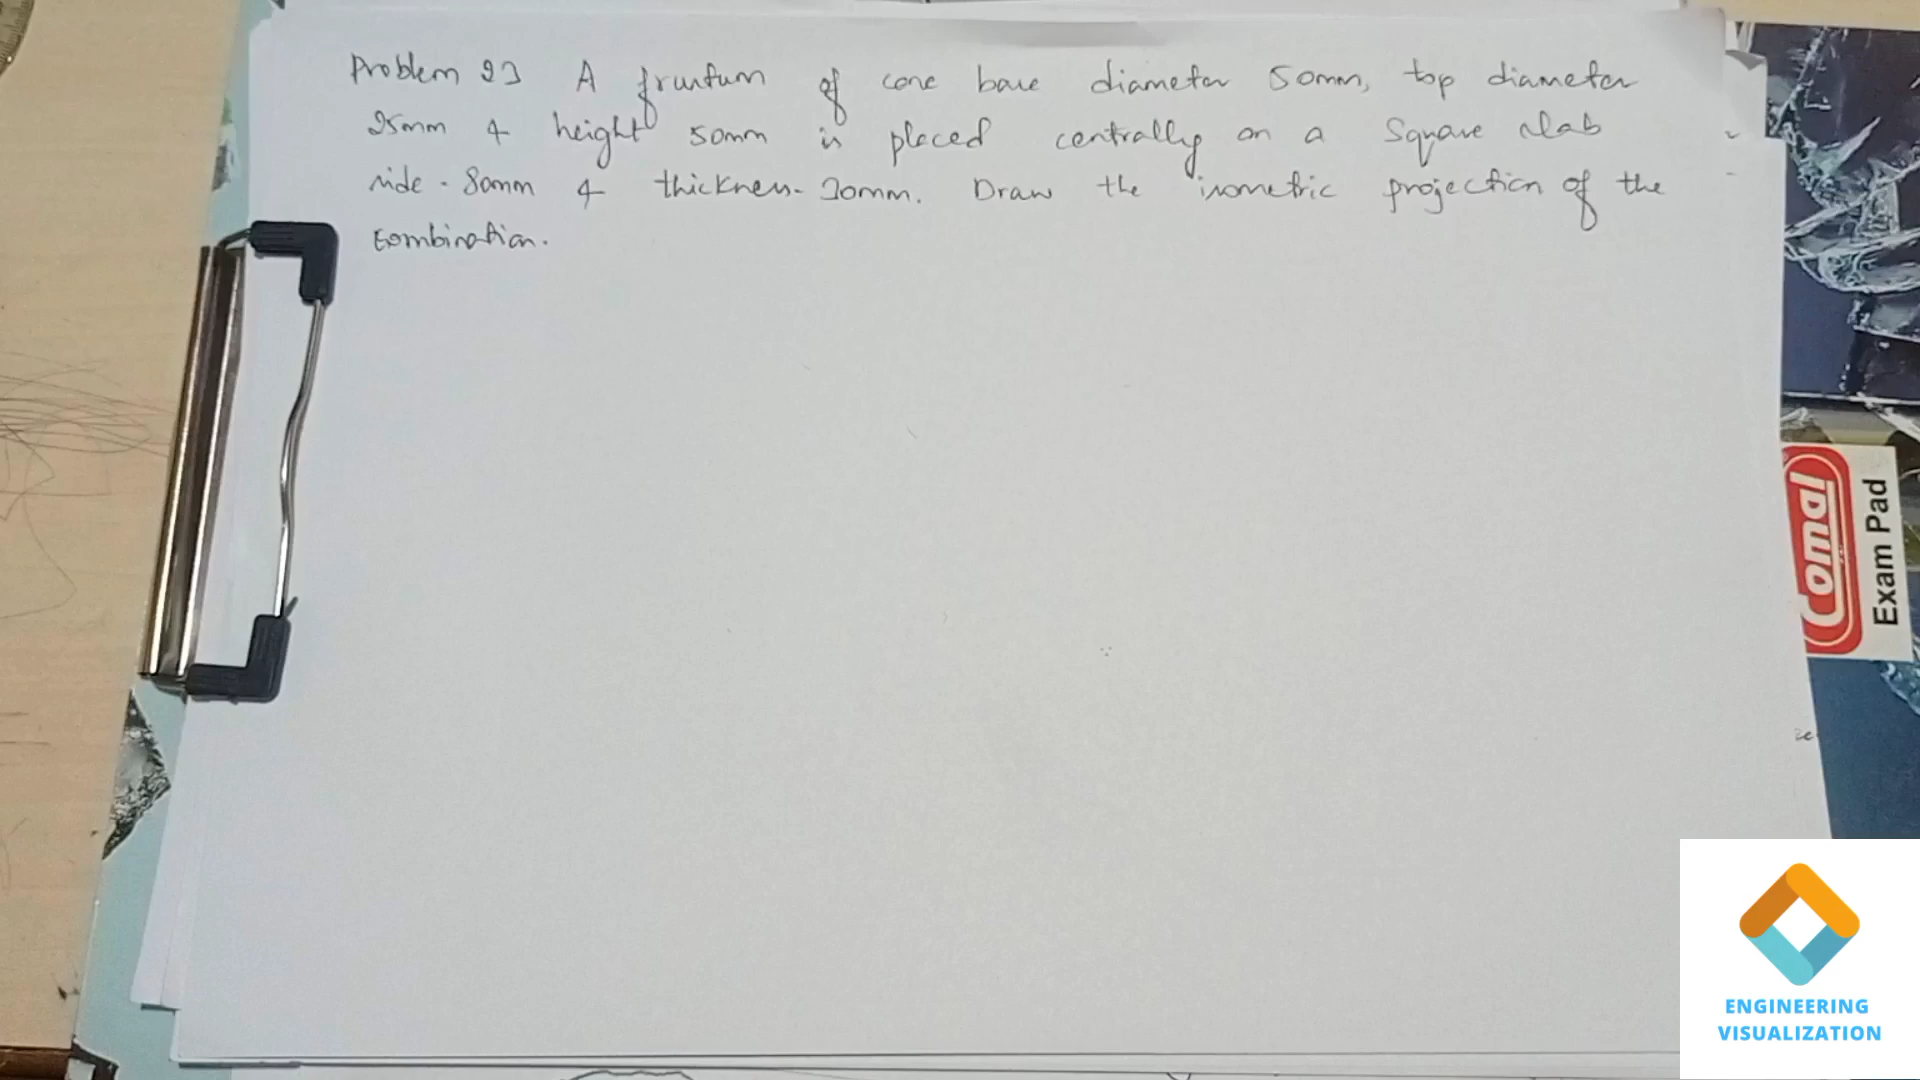 Problem 23 A frustum of cone base diameter 50mm, top diameter
25mm & height 50mm is placed centrally on a Square slab
side - 80mm & thickness - 30mm. Draw the isometric projection of the
combination.
Comal
Exam Pad
ENGINEERING
VISUALIZATION